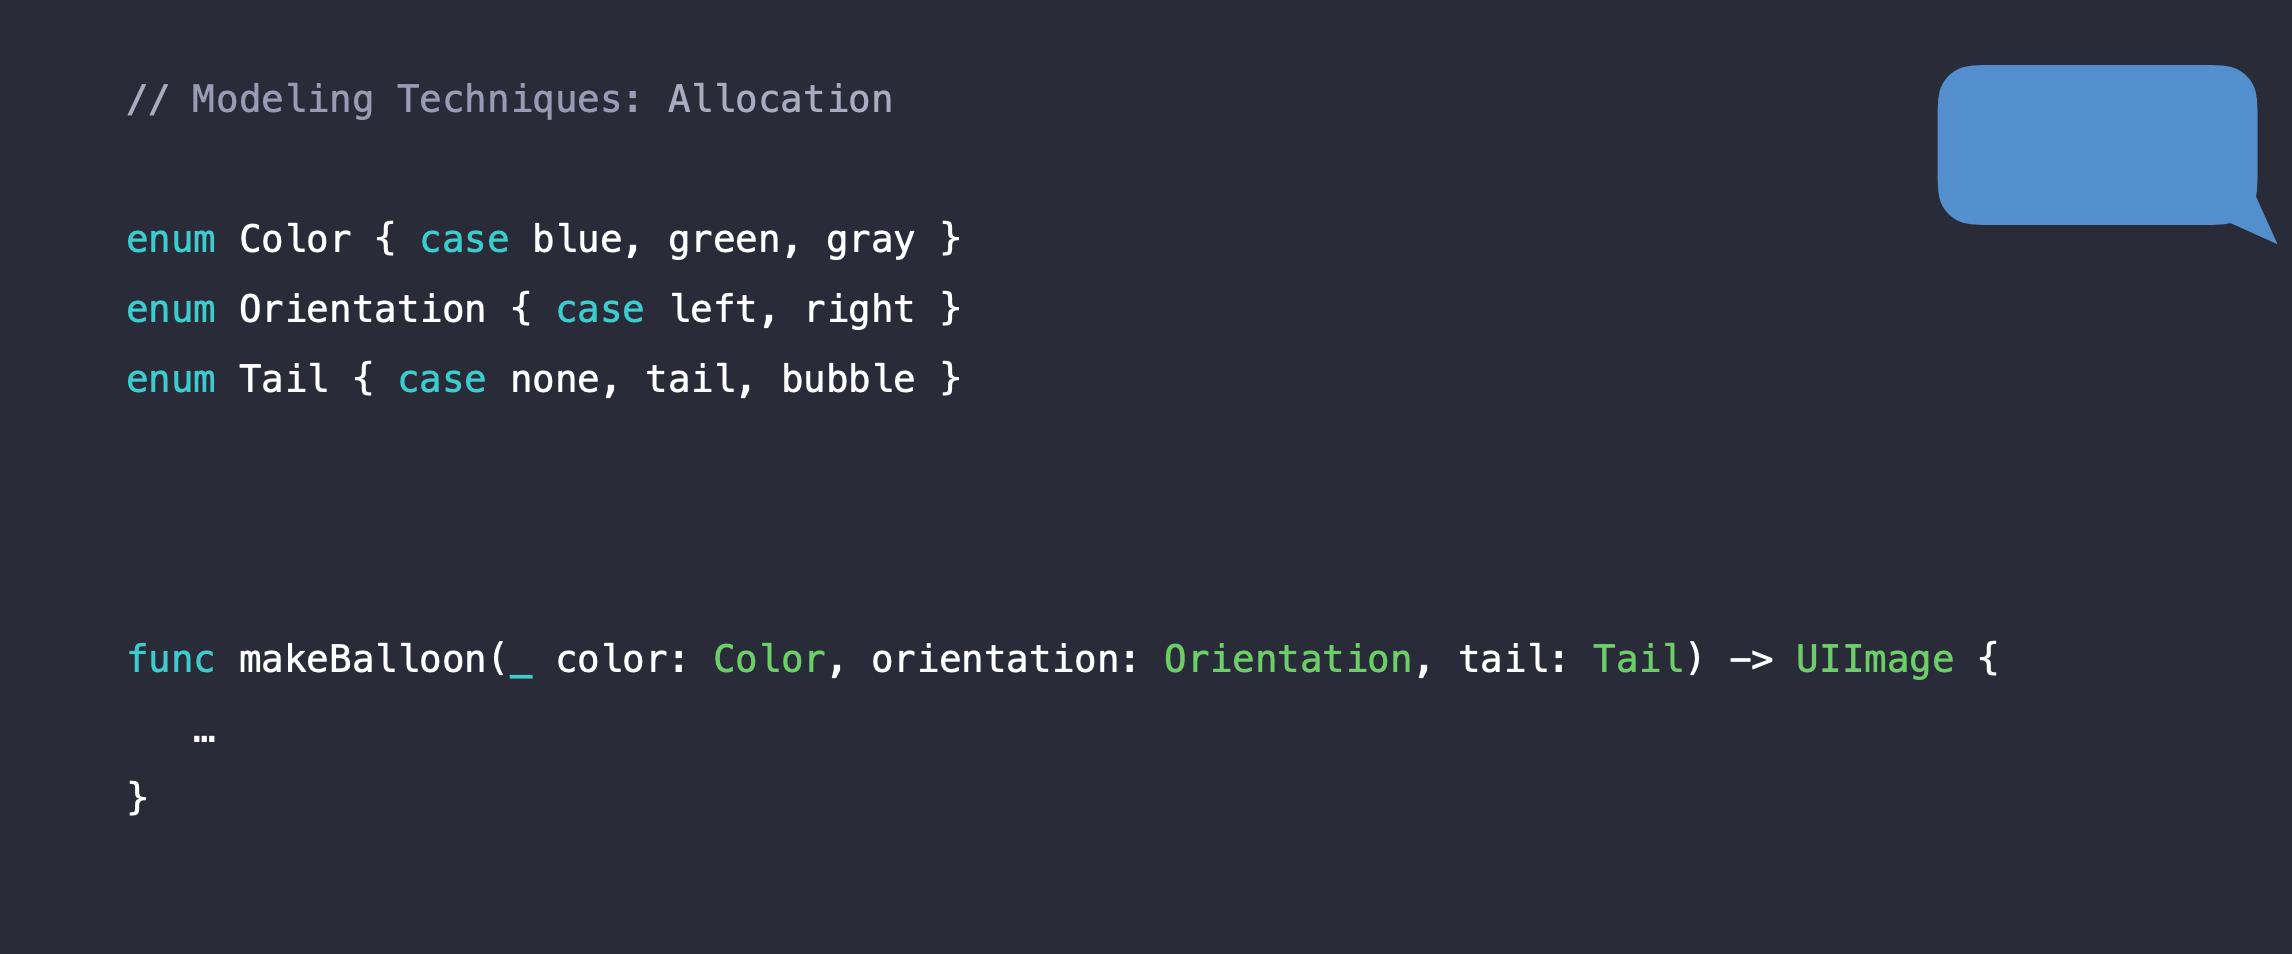 // Modeling Techniques: Allocation
enum Color { case blue, green, gray }
enum Orientation { case left, right }
enum Tail { case none, tail, bubble }
func makeBalloon(_ color: Color, orientation: Orientation, tail: Tail) –> UIImage {
…
}